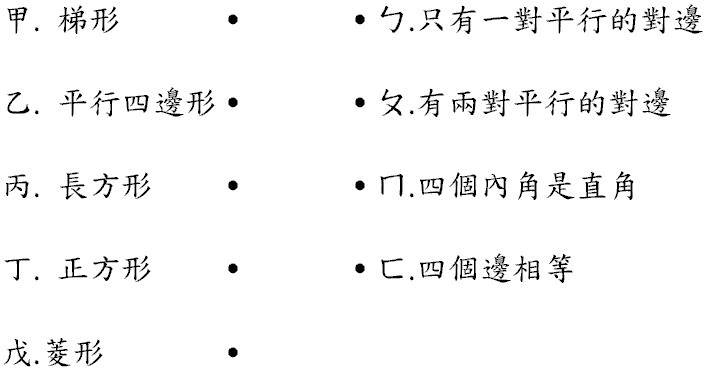 甲. 梯形 • • ㄅ.只有一對平行的對邊
乙. 平行四邊形 • • ㄆ.有兩對平行的對邊
丙. 長方形 • • ㄇ.四個內角是直角
丁. 正方形 • • ㄈ.四個邊相等
戊.菱形 •